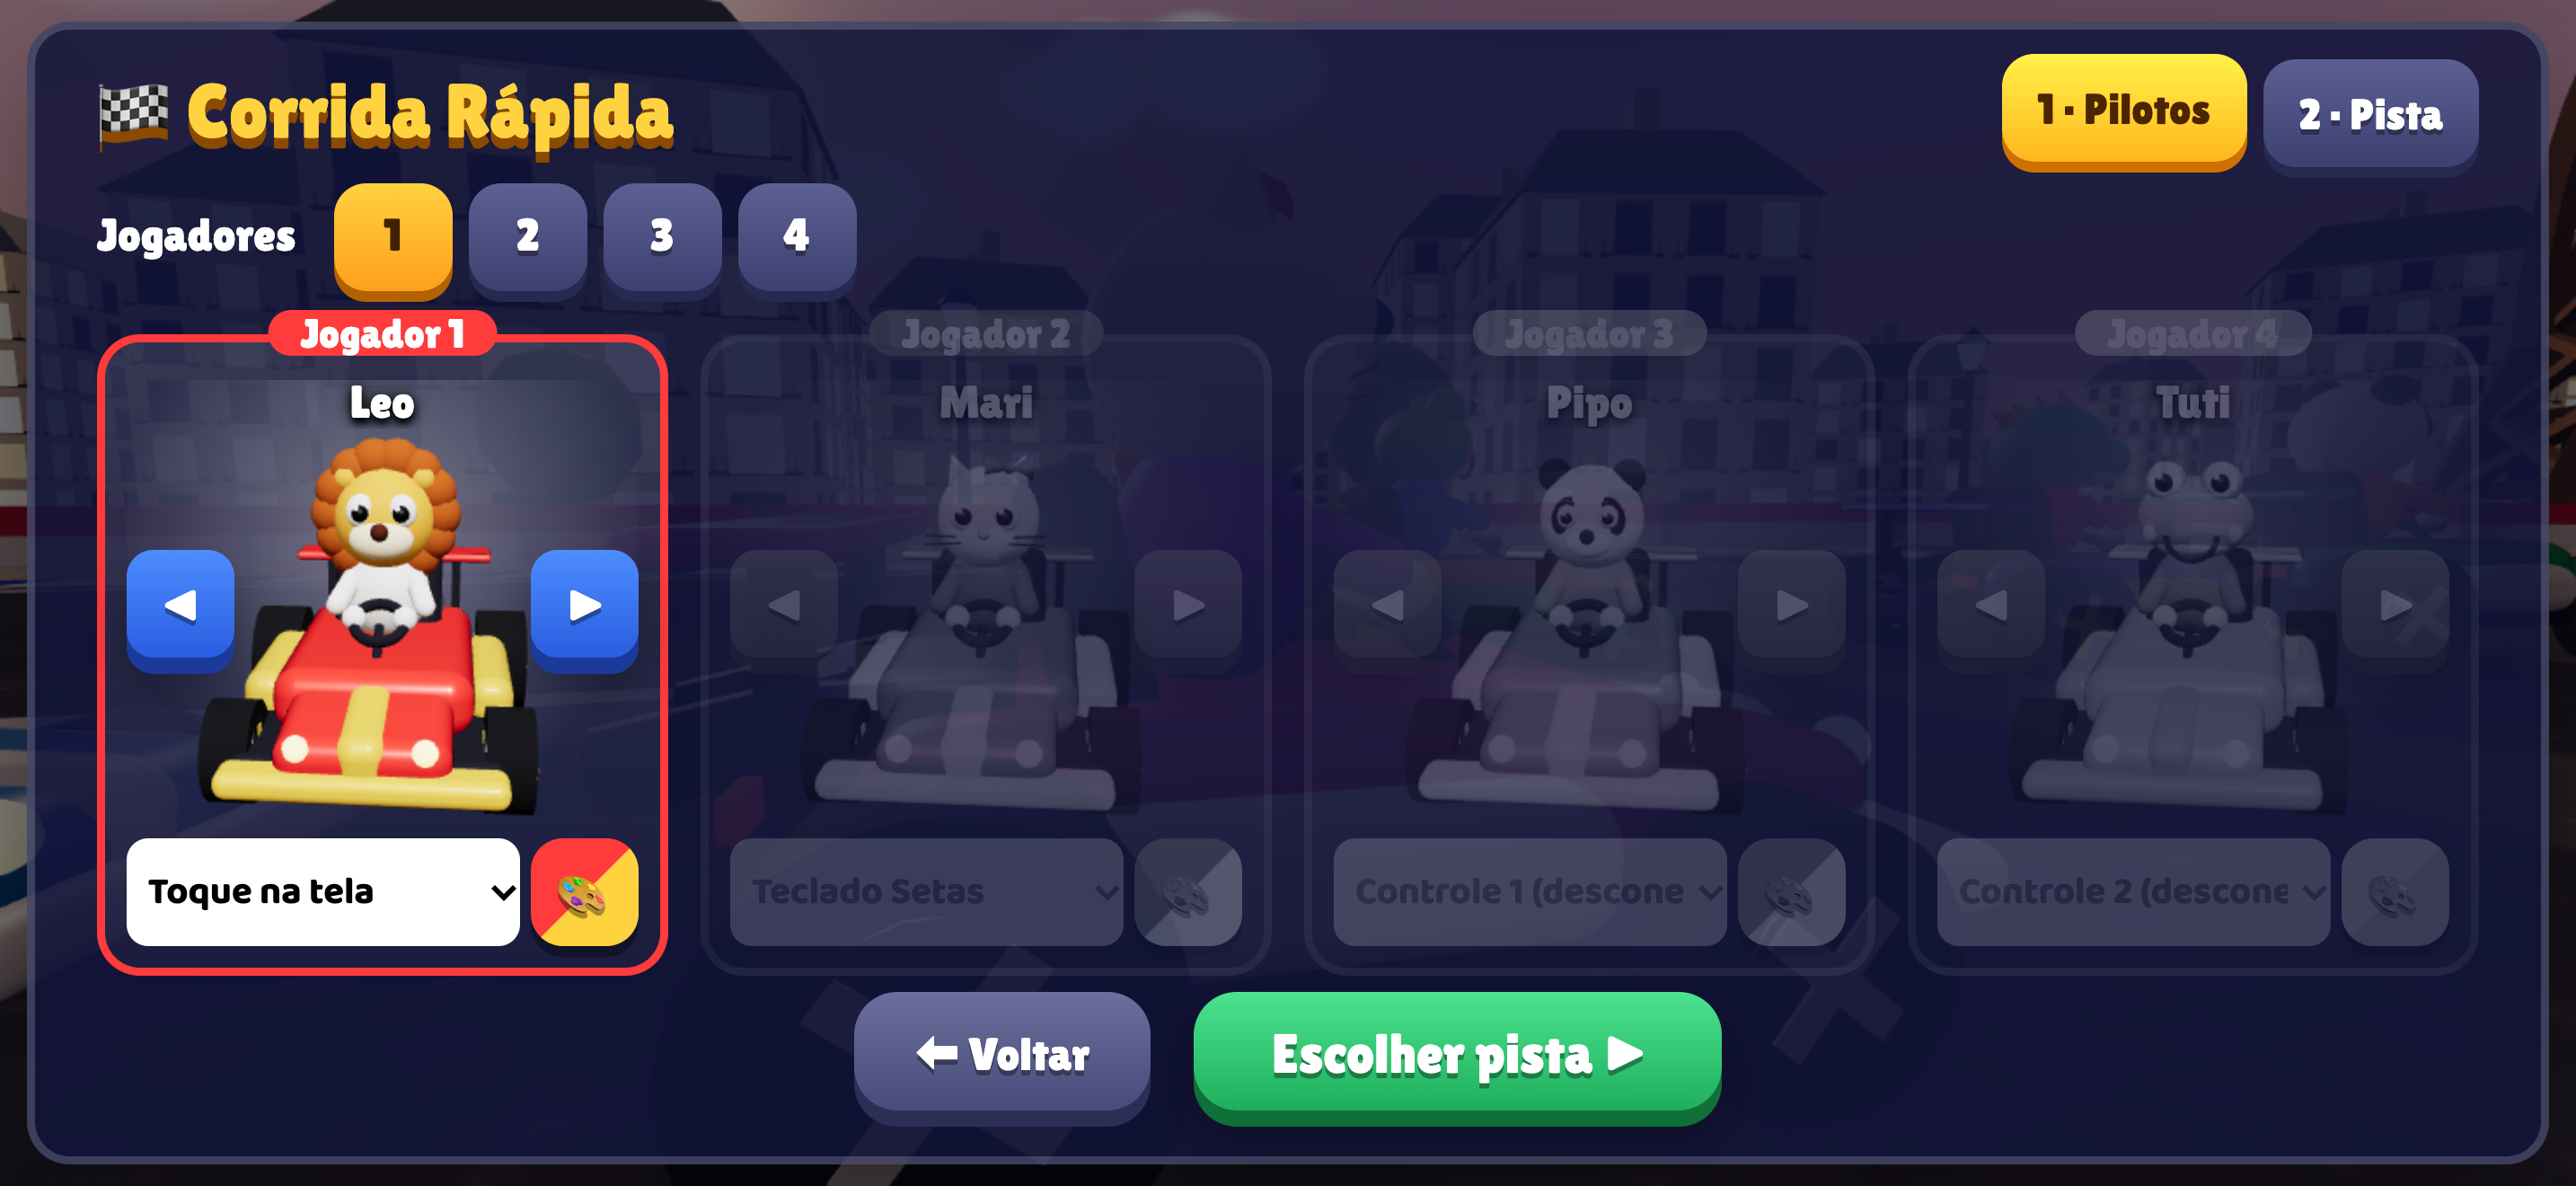 Corrida Rápida
1 · Pilotos
2 · Pista
Jogadores
1
2
3
4
Jogador 1
Leo
Toque na tela
Jogador 2
Mari
Teclado Setas
Jogador 3
Pipo
Controle 1 (descone
Jogador 4
Tuti
Controle 2 (descone
Voltar
Escolher pista